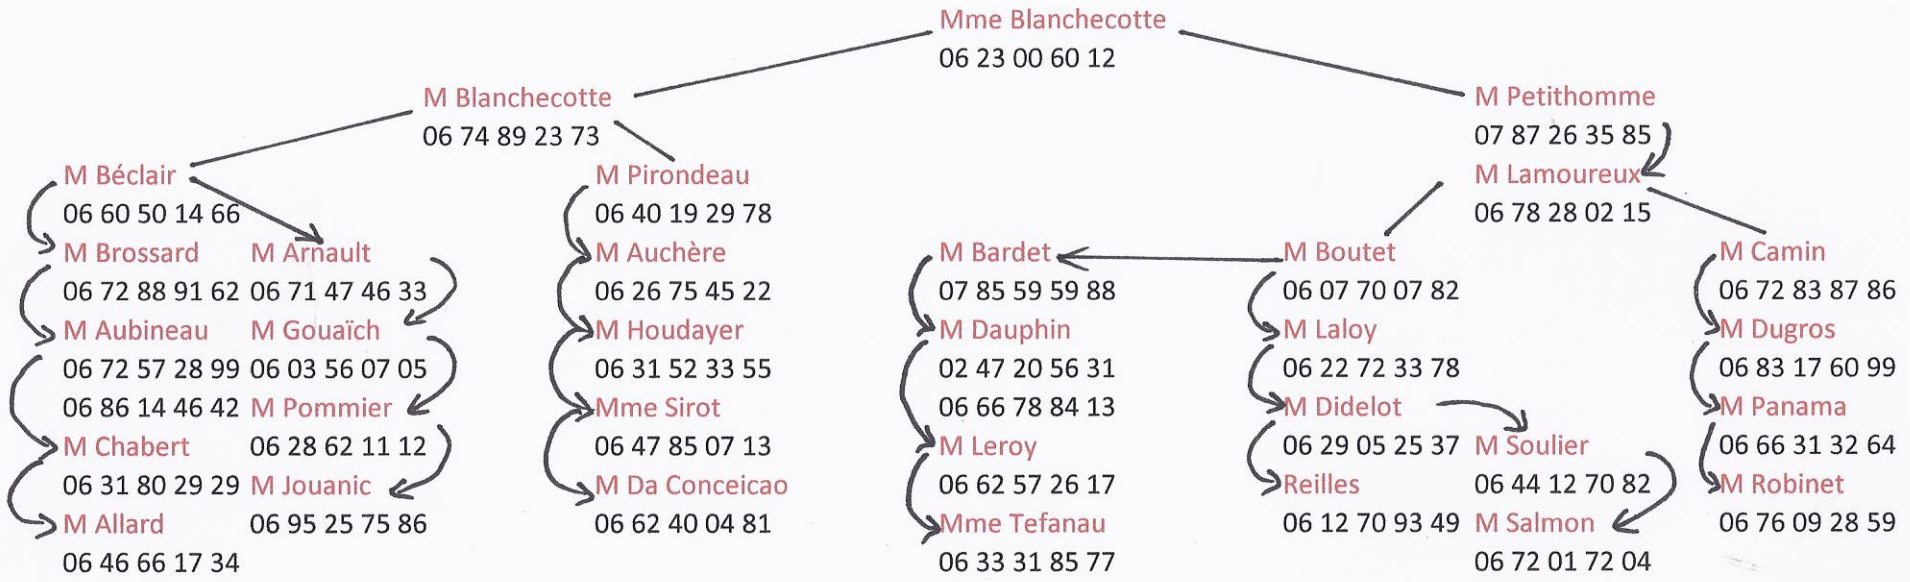 Mme Blanchecotte
06 23 00 60 12
M Blanchecotte
06 74 89 23 73
M Petithomme
07 87 26 35 85
M Lamoureux
06 78 28 02 15
M Béclair
06 60 50 14 66
M Brossard
06 72 88 91 62
M Aubineau
06 72 57 28 99
06 86 14 46 42
M Chabert
06 31 80 29 29
M Allard
06 46 66 17 34
M Arnault
06 71 47 46 33
M Gouaïch
06 03 56 07 05
M Pommier
06 28 62 11 12
M Jouanic
06 95 25 75 86
M Pirondeau
06 40 19 29 78
M Auchère
06 26 75 45 22
M Houdayer
06 31 52 33 55
Mme Sirot
06 47 85 07 13
M Da Conceicao
06 62 40 04 81
M Bardet
07 85 59 59 88
M Dauphin
02 47 20 56 31
06 66 78 84 13
M Leroy
06 62 57 26 17
Mme Tefanau
06 33 31 85 77
M Boutet
06 07 70 07 82
M Laloy
06 22 72 33 78
M Didelot
06 29 05 25 37
Reilles
06 12 70 93 49
M Soulier
06 44 12 70 82
M Salmon
06 72 01 72 04
M Camin
06 72 83 87 86
M Dugros
06 83 17 60 99
M Panama
06 66 31 32 64
M Robinet
06 76 09 28 59